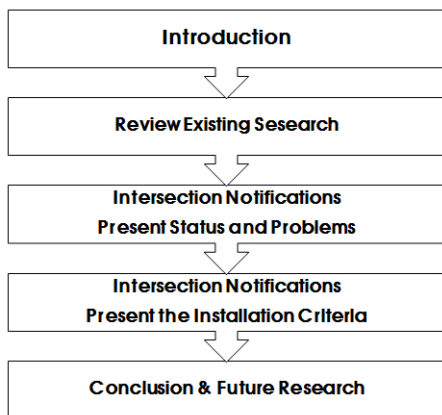 Introduction
Review Existing Sesearch
Intersection Notifications
Present Status and Problems
Intersection Notifications
Present the Installation Criteria
Conclusion & Future Research